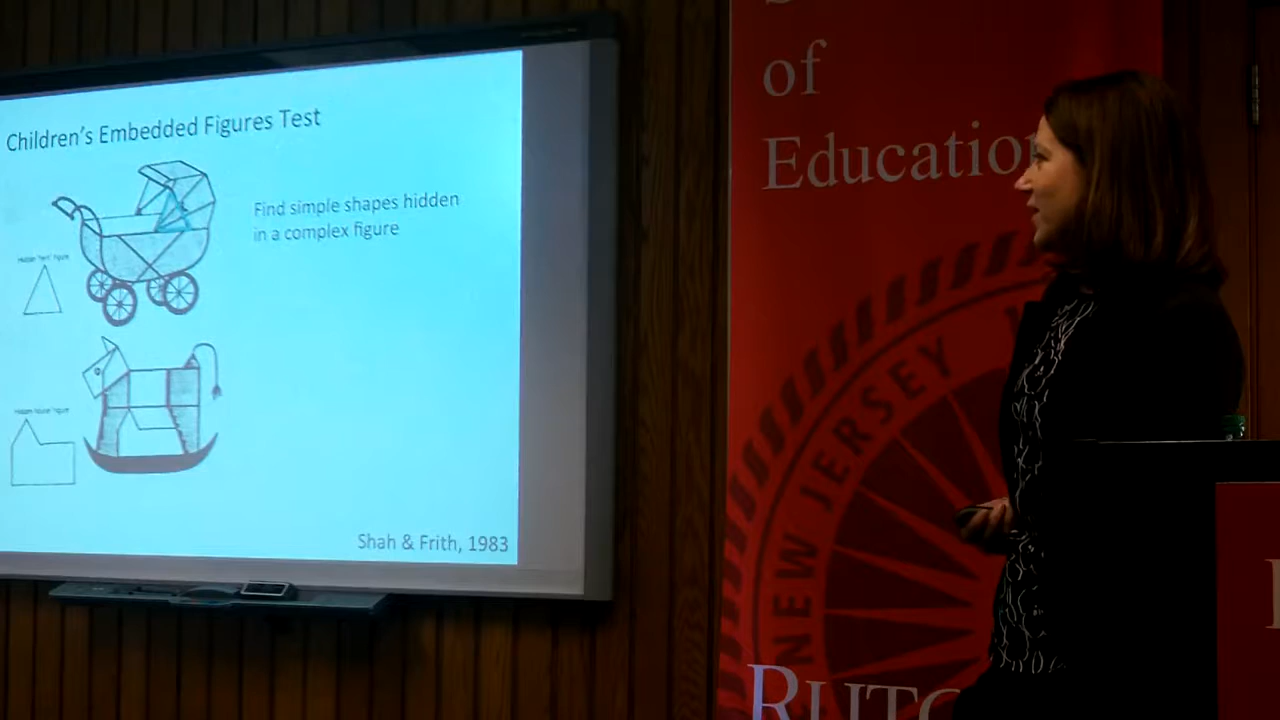 Children's Embedded Figures Test
Find simple shapes hidden
in a complex figure
Shah & Frith, 1983
of
Education
NEW JERSEY